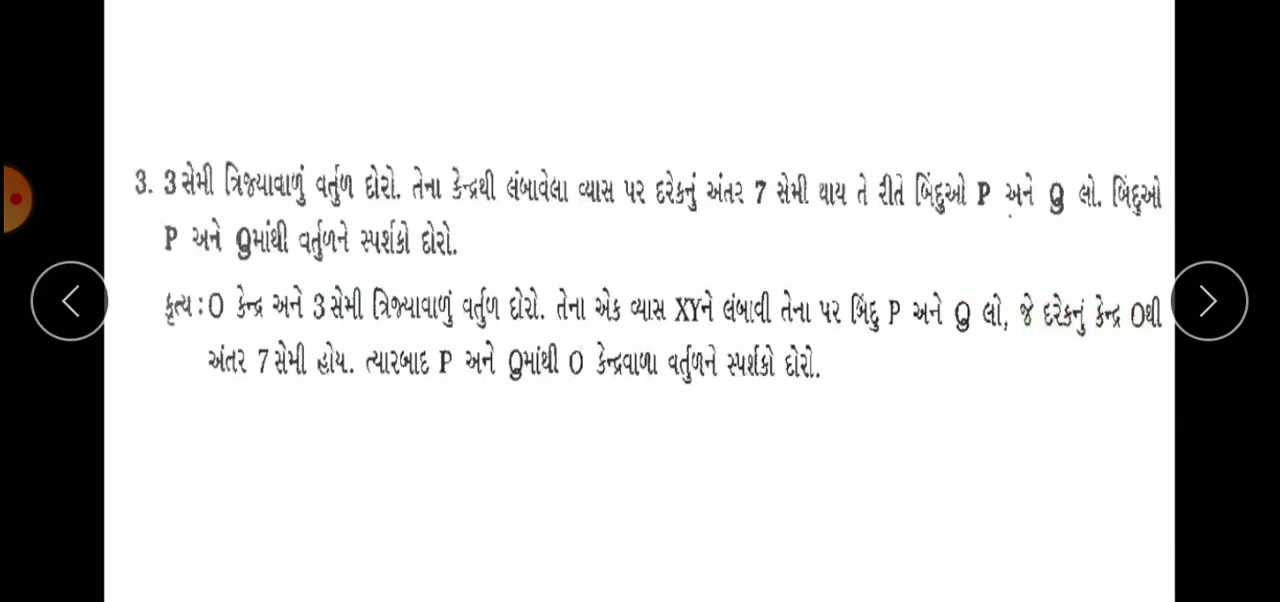 3. 3 સેમી ત્રિજ્યાવાળું વર્તુળ દોરો. તેના કેન્દ્રથી લંબાવેલા વ્યાસ પર દરેકનું અંતર 7 સેમી થાય તે રીતે બિંદુઓ P અને Q લો. બિંદુઓ
P અને Qમાંથી વર્તુળને સ્પર્શકો દોરો.
કૃત્ય : O કેન્દ્ર અને 3 સેમી ત્રિજ્યાવાળું વર્તુળ દોરો. તેના એક વ્યાસ XYને લંબાવી તેના પર બિંદુ P અને Q લો, જે દરેકનું કેન્દ્ર Oથી
અંતર 7 સેમી હોય. ત્યારબાદ P અને Qમાંથી O કેન્દ્રવાળા વર્તુળને સ્પર્શકો દોરો.